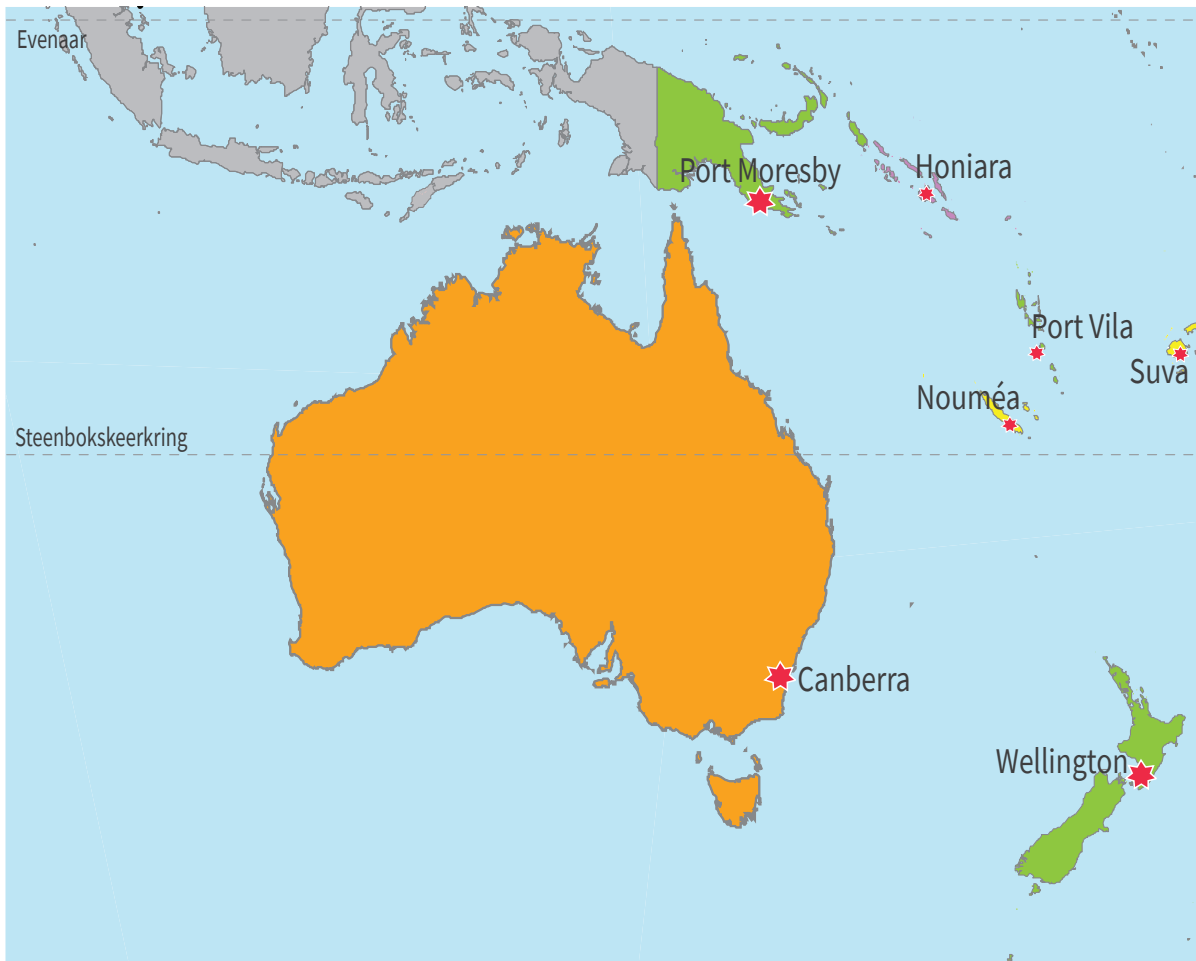 Evenaar
Port Moresby
Honiara
Port Vila
Suva
Nouméa
Steenbokskeerkring
Canberra
Wellington